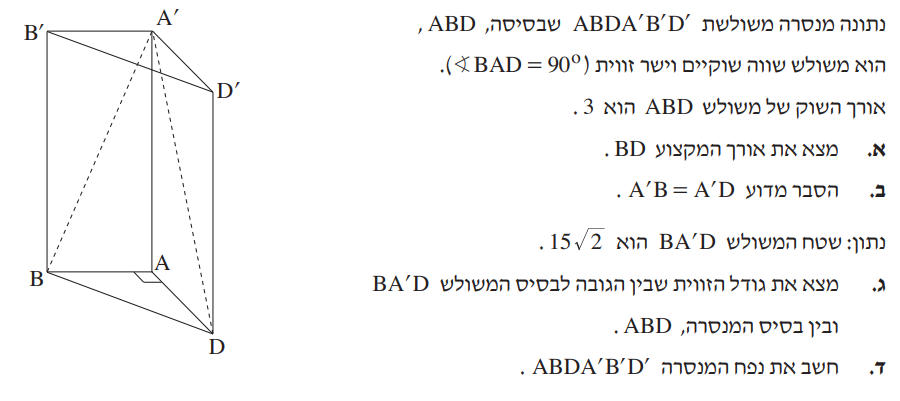 נתונה מנסרה משולשת ABDA′B′D′ שבסיסה, ABD ,
הוא משולש שווה שוקיים וישר זווית (∢BAD = 90°).
אורך השוק של משולש ABD הוא 3 .
א. מצא את אורך המקצוע BD .
ב. הסבר מדוע A′B = A′D .
נתון: שטח המשולש BA′D הוא 15√2 .
ג. מצא את גודל הזווית שבין הגובה לבסיס המשולש BA′D
ובין בסיס המנסרה, ABD .
ד. חשב את נפח המנסרה ABDA′B′D′ .
A′
B′
D′
A
B
D